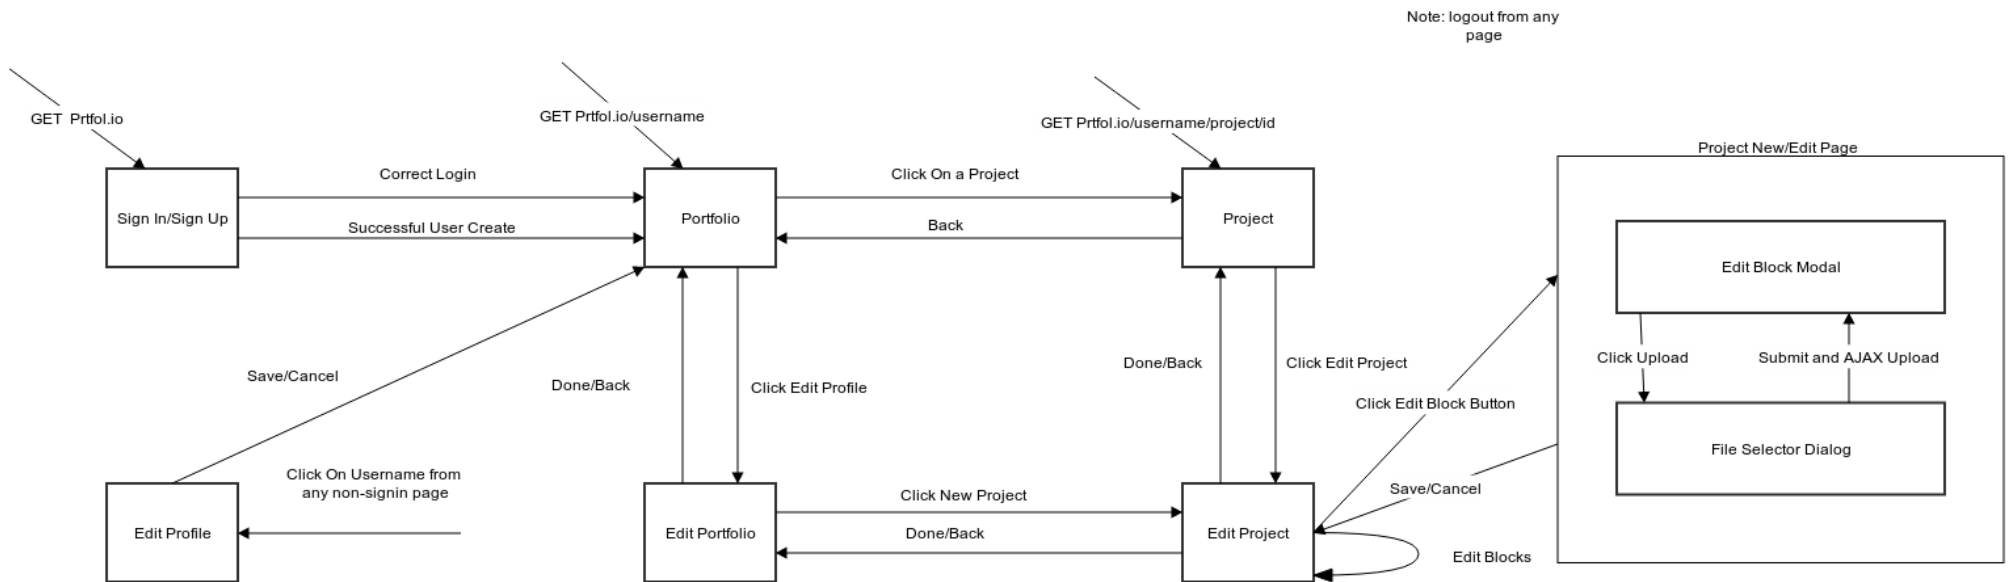 Note: logout from any
page
GET  Prtfol.io
GET Prtfol.io/username
GET Prtfol.io/username/project/id
Project New/Edit Page
Correct Login
Click On a Project
Sign In/Sign Up
Portfolio
Project
Successful User Create
Back
Edit Block Modal
Click Upload
Submit and AJAX Upload
Save/Cancel
Done/Back
Click Edit Profile
Done/Back
Click Edit Project
Click Edit Block Button
File Selector Dialog
Click On Username from
any non-signin page
Click New Project
Save/Cancel
Edit Profile
Edit Portfolio
Done/Back
Edit Project
Edit Blocks